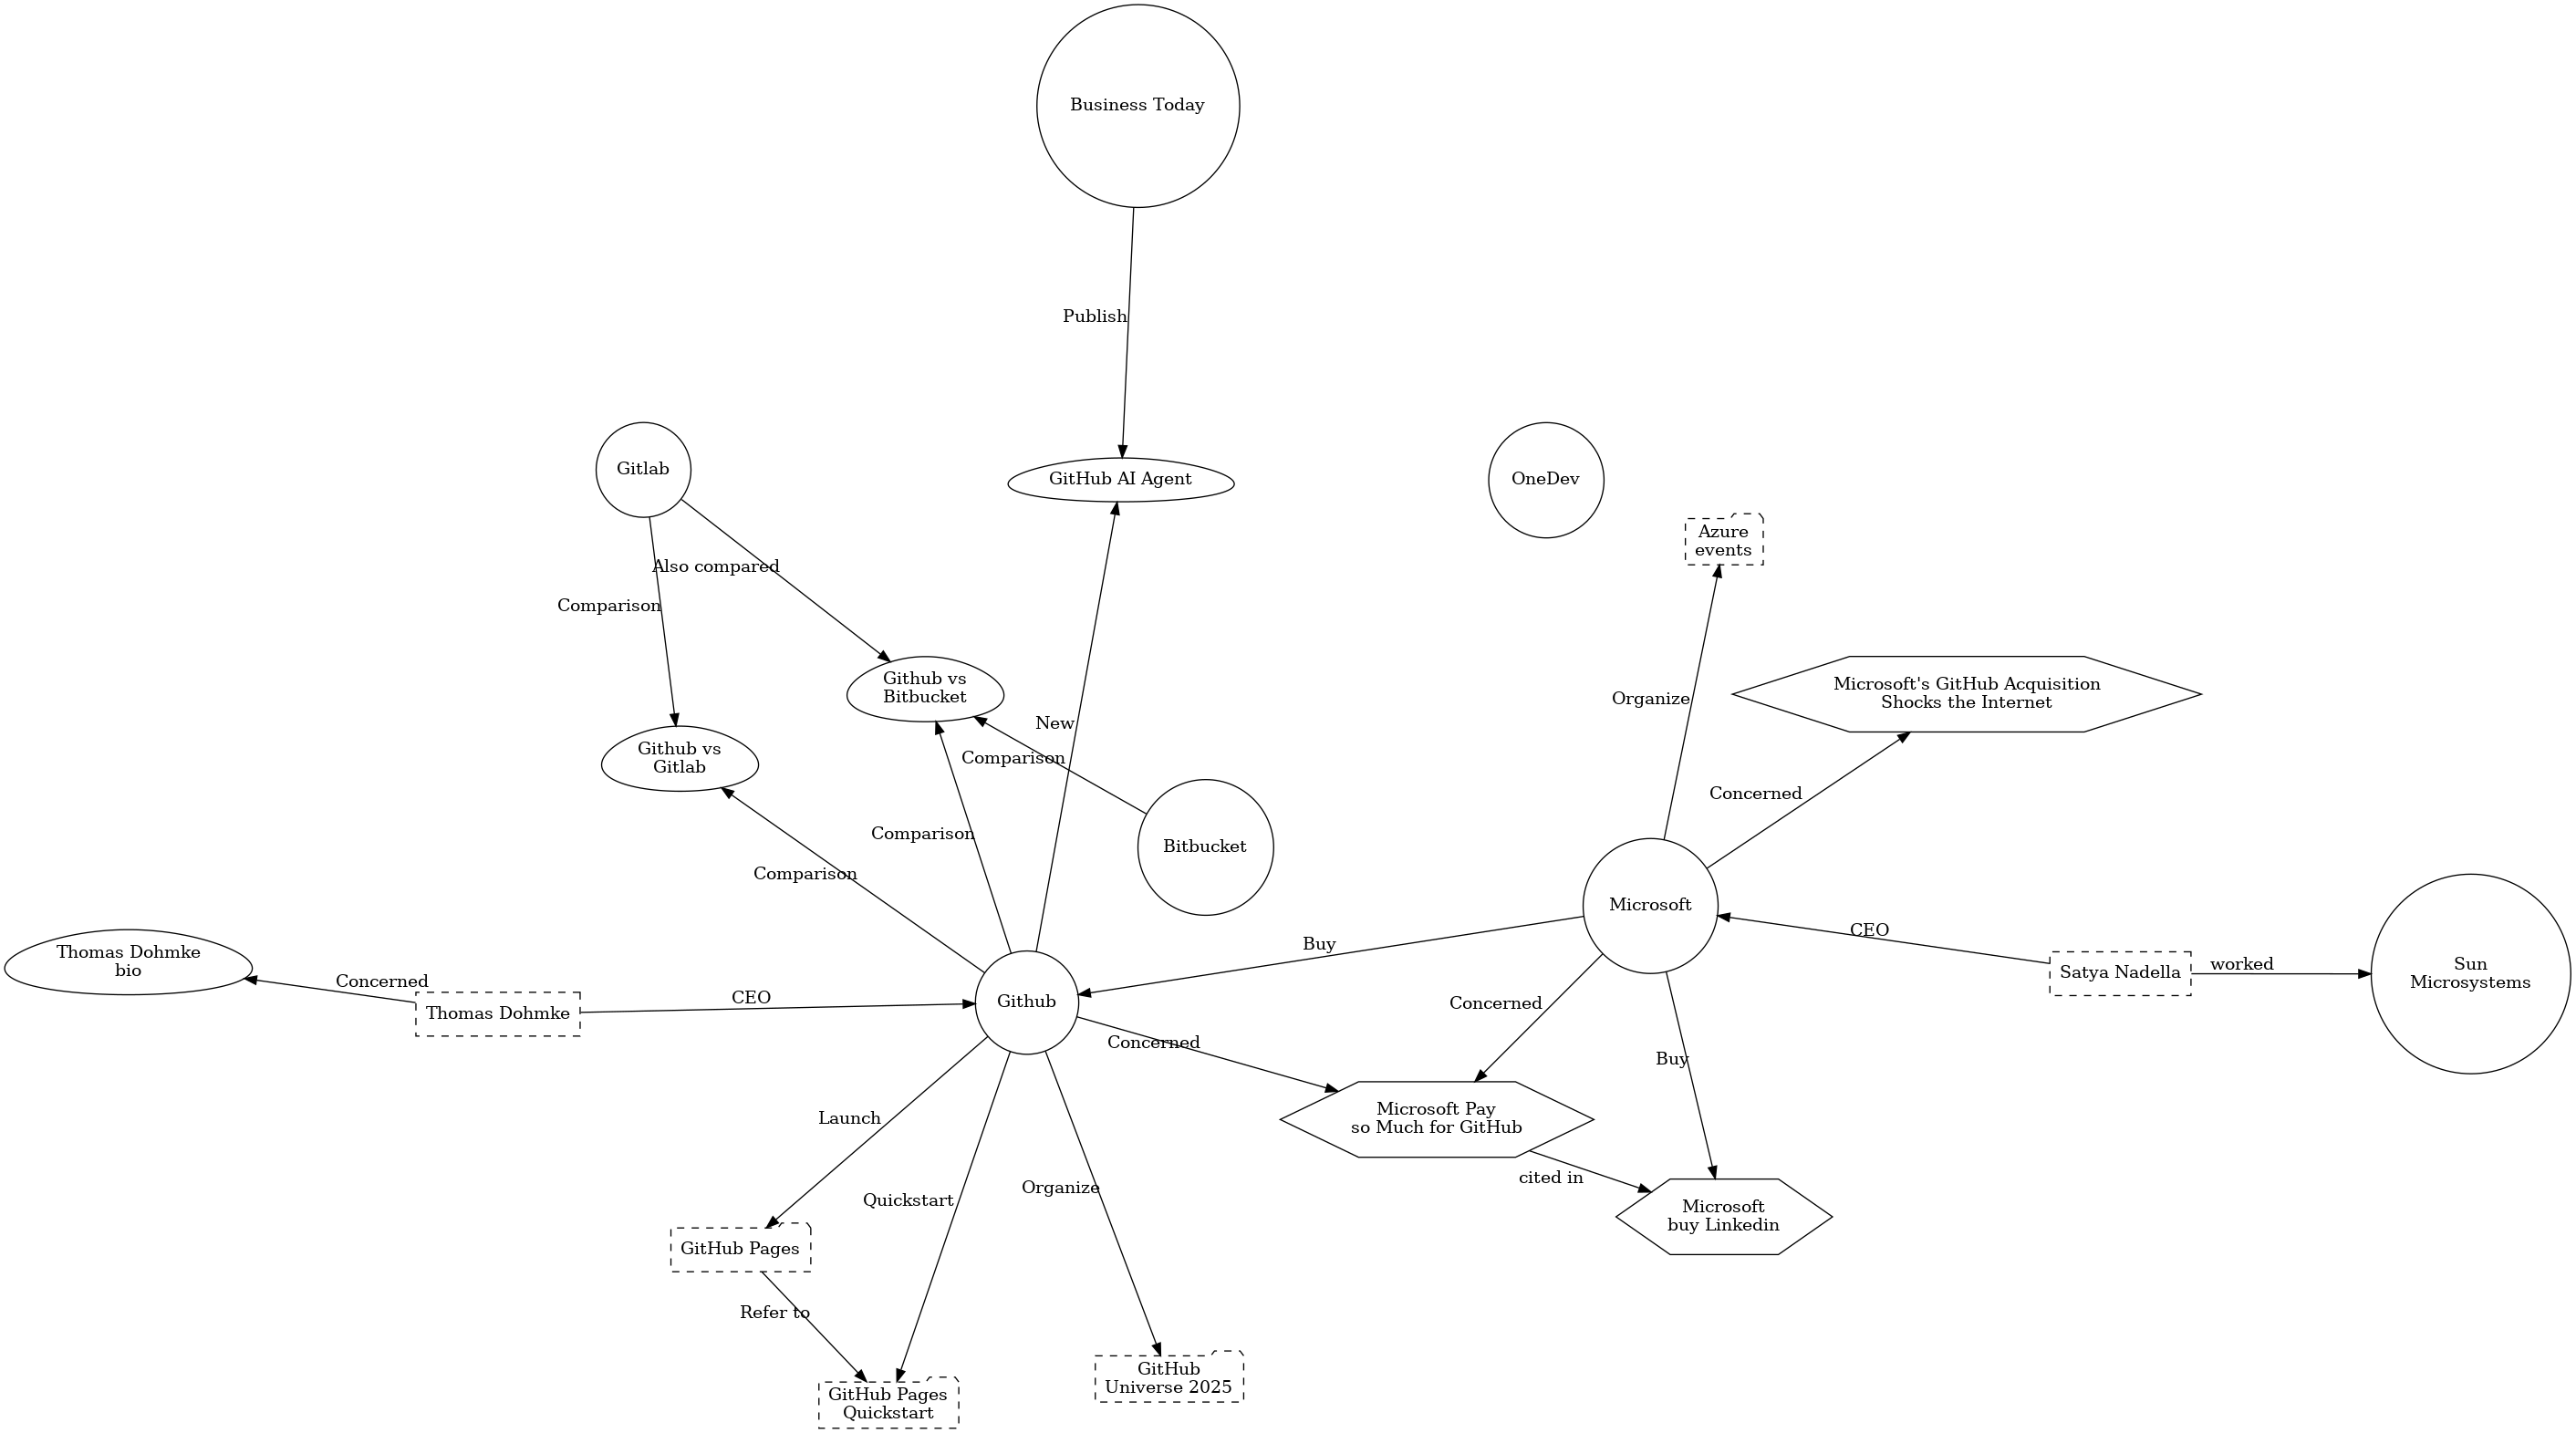 Business Today
Publish
Gitlab
GitHub AI Agent
OneDev
Azure
events
Also compared
Comparison
Github vs
Bitbucket
Microsoft's GitHub Acquisition
Shocks the Internet
Organize
New
Github vs
Gitlab
Comparison
Concerned
Comparison
Bitbucket
Comparison
Microsoft
CEO
Buy
Thomas Dohmke
bio
Concerned
Satya Nadella
worked
Sun
Microsystems
Thomas Dohmke
CEO
Github
Concerned
Concerned
Buy
Launch
Microsoft Pay
so Much for GitHub
cited in
Organize
Quickstart
Microsoft
buy Linkedin
GitHub Pages
Refer to
GitHub
Universe 2025
GitHub Pages
Quickstart